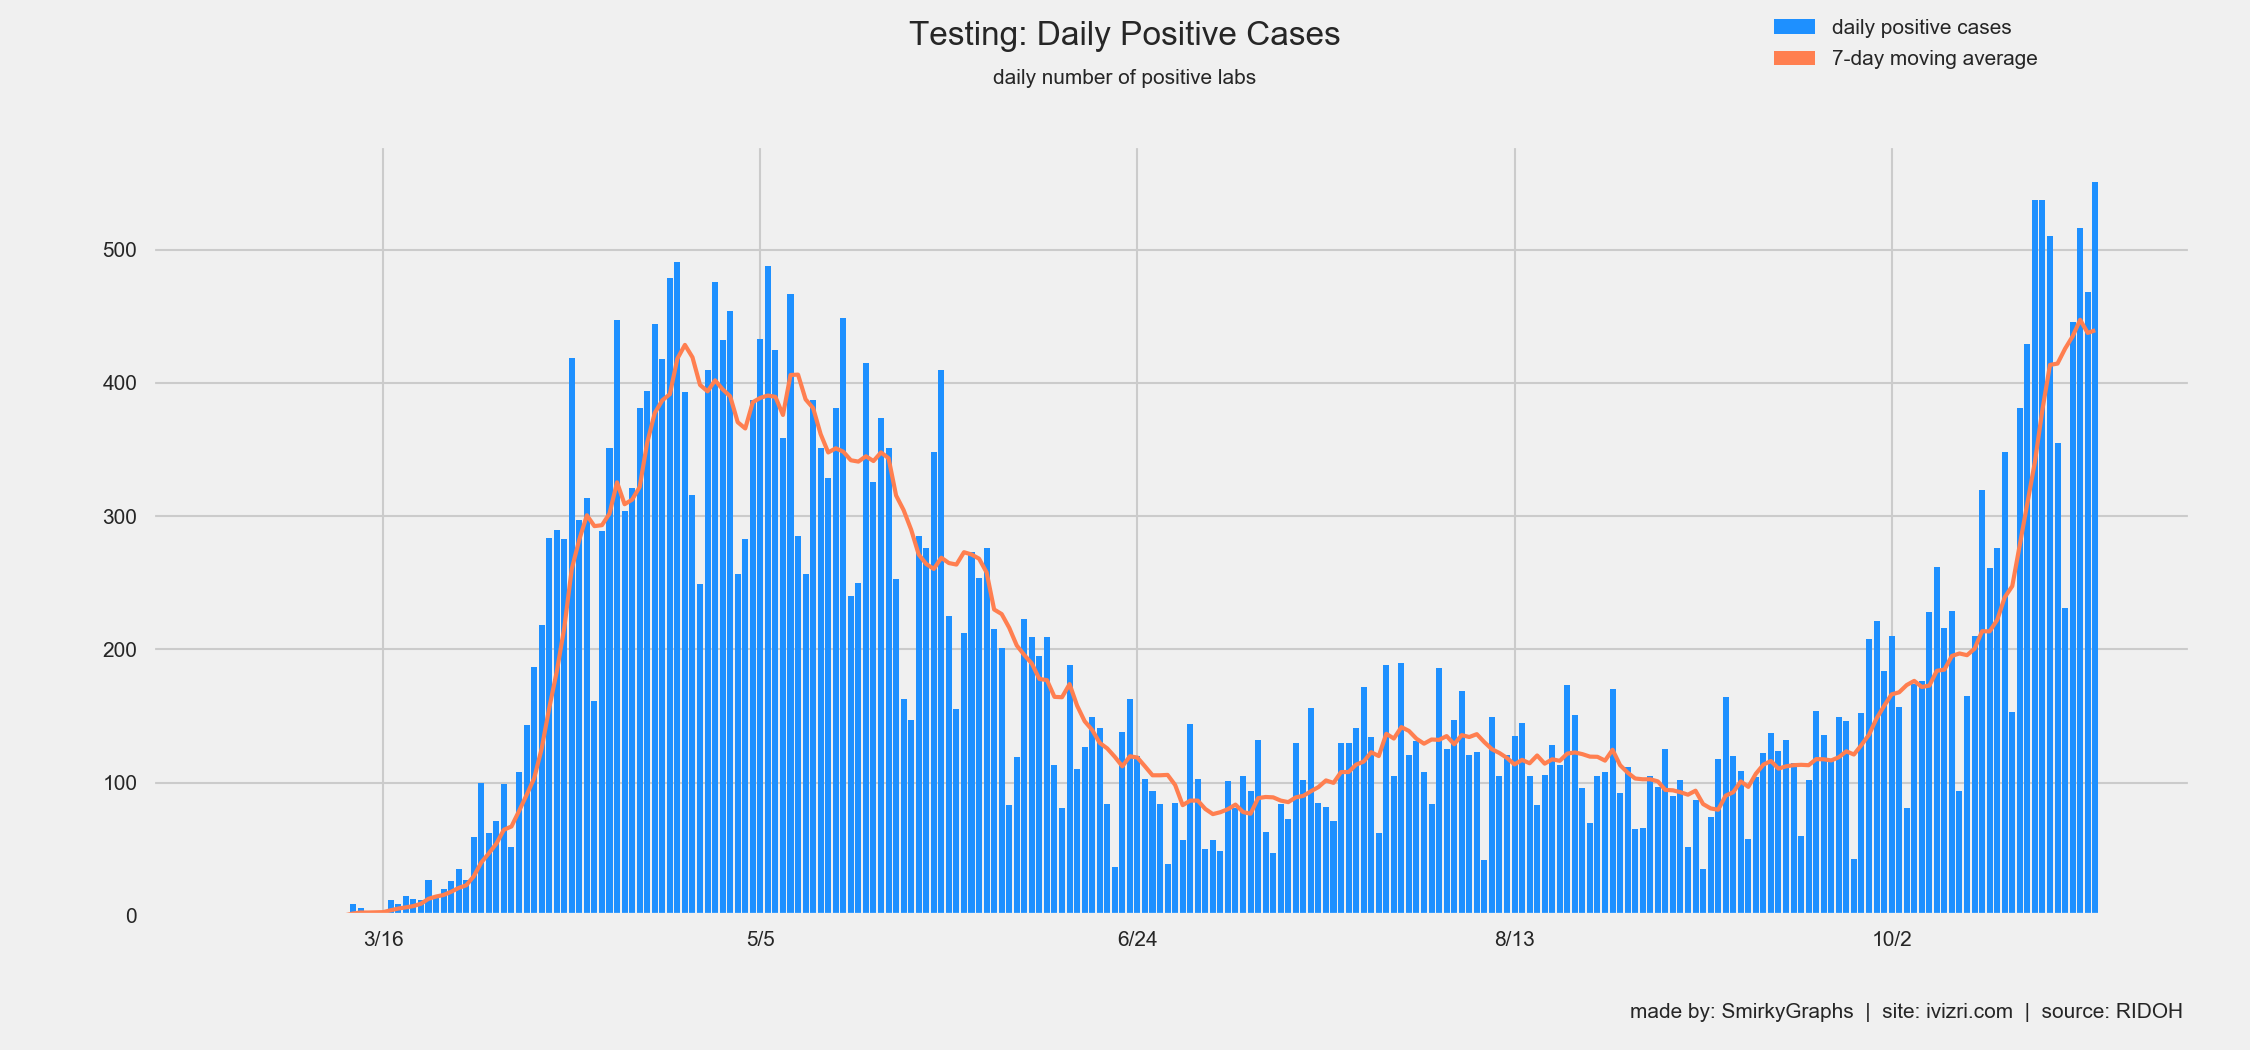 Testing: Daily Positive Cases
daily number of positive labs
daily positive cases
7-day moving average
500
400
300
200
100
0
3/16
5/5
6/24
8/13
10/2
made by: SmirkyGraphs | site: ivizri.com | source: RIDOH